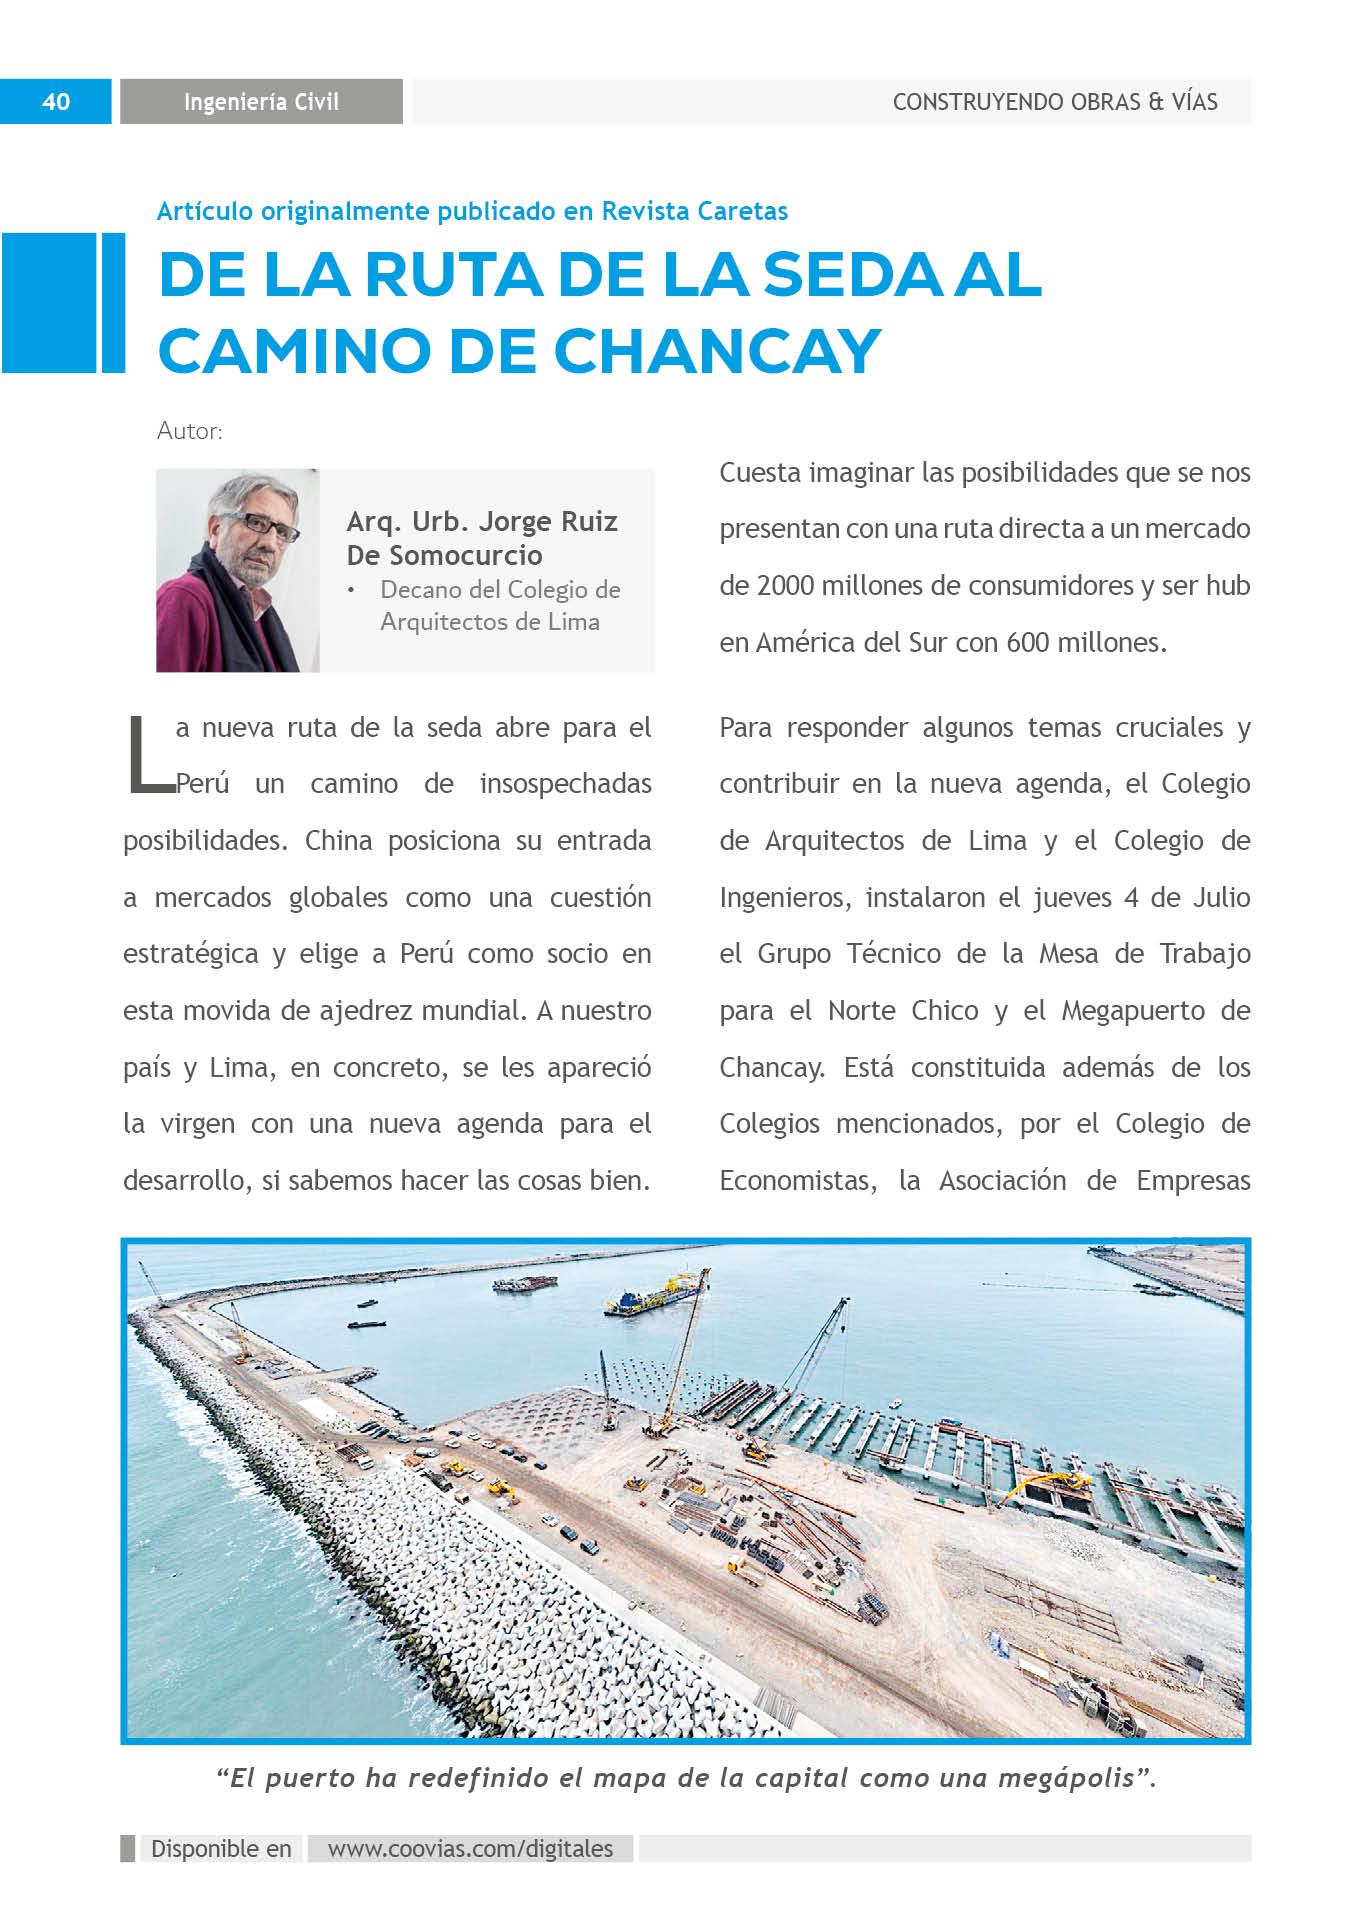 40
Ingeniería Civil
CONSTRUYENDO OBRAS & VÍAS
Artículo originalmente publicado en Revista Caretas
DE LA RUTA DE LA SEDA AL
CAMINO DE CHANCAY
Autor:
Arq. Urb. Jorge Ruiz
De Somocurcio
• Decano del Colegio de
Arquitectos de Lima
La nueva ruta de la seda abre para el
Perú un camino de insospechadas
posibilidades. China posiciona su entrada
a mercados globales como una cuestión
estratégica y elige a Perú como socio en
esta movida de ajedrez mundial. A nuestro
país y Lima, en concreto, se les apareció
la virgen con una nueva agenda para el
desarrollo, si sabemos hacer las cosas bien.
Cuesta imaginar las posibilidades que se nos
presentan con una ruta directa a un mercado
de 2000 millones de consumidores y ser hub
en América del Sur con 600 millones.
Para responder algunos temas cruciales y
contribuir en la nueva agenda, el Colegio
de Arquitectos de Lima y el Colegio de
Ingenieros, instalaron el jueves 4 de Julio
el Grupo Técnico de la Mesa de Trabajo
para el Norte Chico y el Megapuerto de
Chancay. Está constituida además de los
Colegios mencionados, por el Colegio de
Economistas, la Asociación de Empresas
“El puerto ha redefinido el mapa de la capital como una megápolis”.
Disponible en
www.coovias.com/digitales